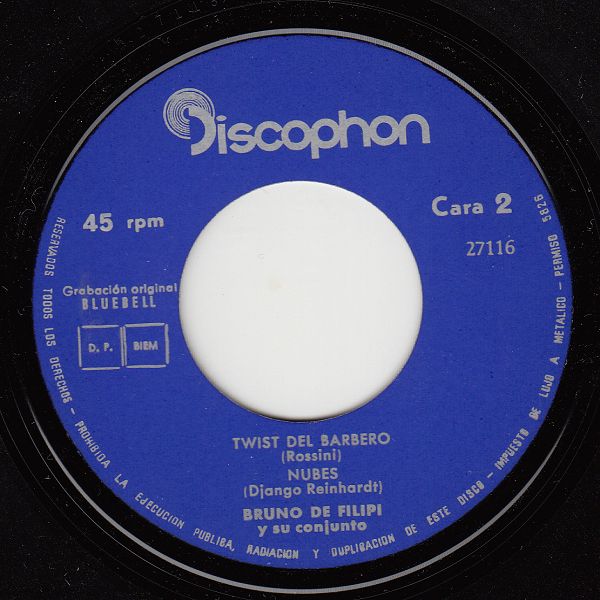 Discophon
45 rpm
Cara 2
27116
Grabación original
BLUEBELL
D. P. BIEM
TWIST DEL BARBERO
(Rossini)
NUBES
(Django Reinhardt)
BRUNO DE FILIPI
y su conjunto
RESERVADOS TODOS LOS DERECHOS - PROHIBIDA LA EJECUCION PUBLICA, RADIACION Y DUPLICACION DE ESTE DISCO - IMPUESTO DE LUJO A METALICO - PERMISO 5826